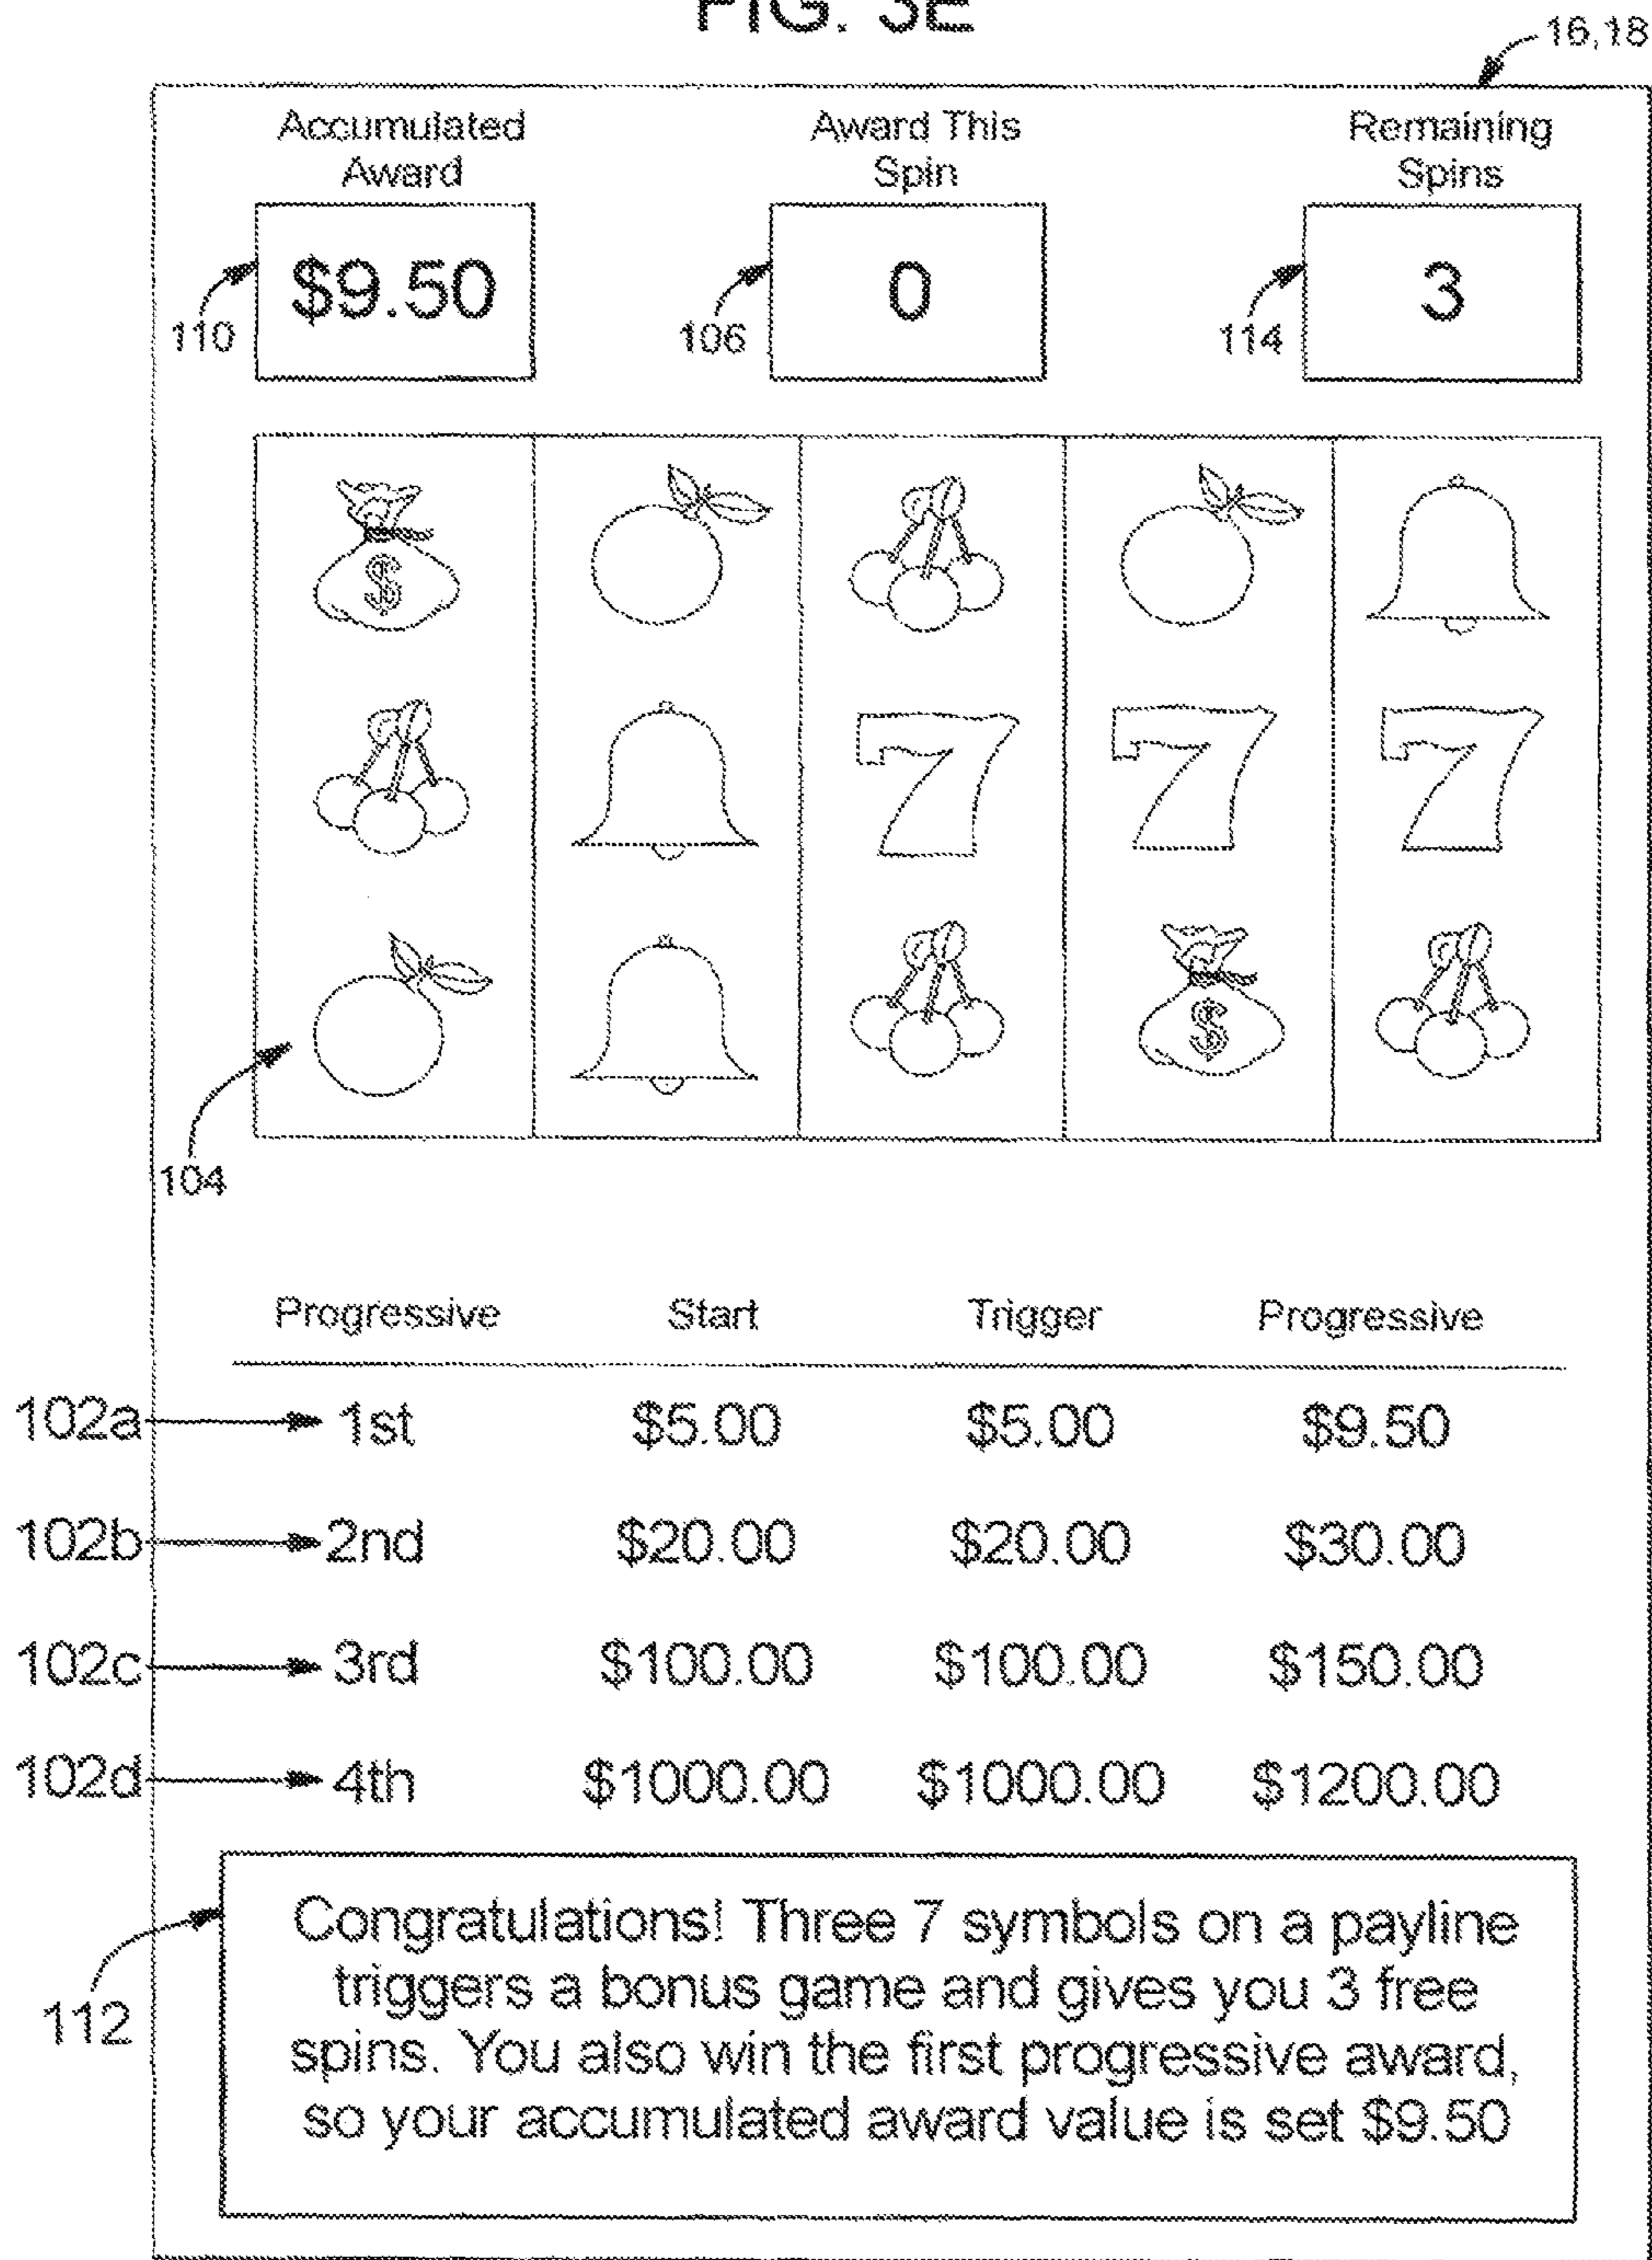 FIG. 3E
16,18
Accumulated Award This Remaining
Award Spin Spins
$9.50 0 3
110 106 114
$
7 7 7
$
104
Progressive Start Trigger Progressive
102a 1st $5.00 $5.00 $9.50
102b 2nd $20.00 $20.00 $30.00
102c 3rd $100.00 $100.00 $150.00
102d 4th $1000.00 $1000.00 $1200.00
Congratulations! Three 7 symbols on a payline
triggers a bonus game and gives you 3 free
112
spins. You also win the first progressive award,
so your accumulated award value is set $9.50